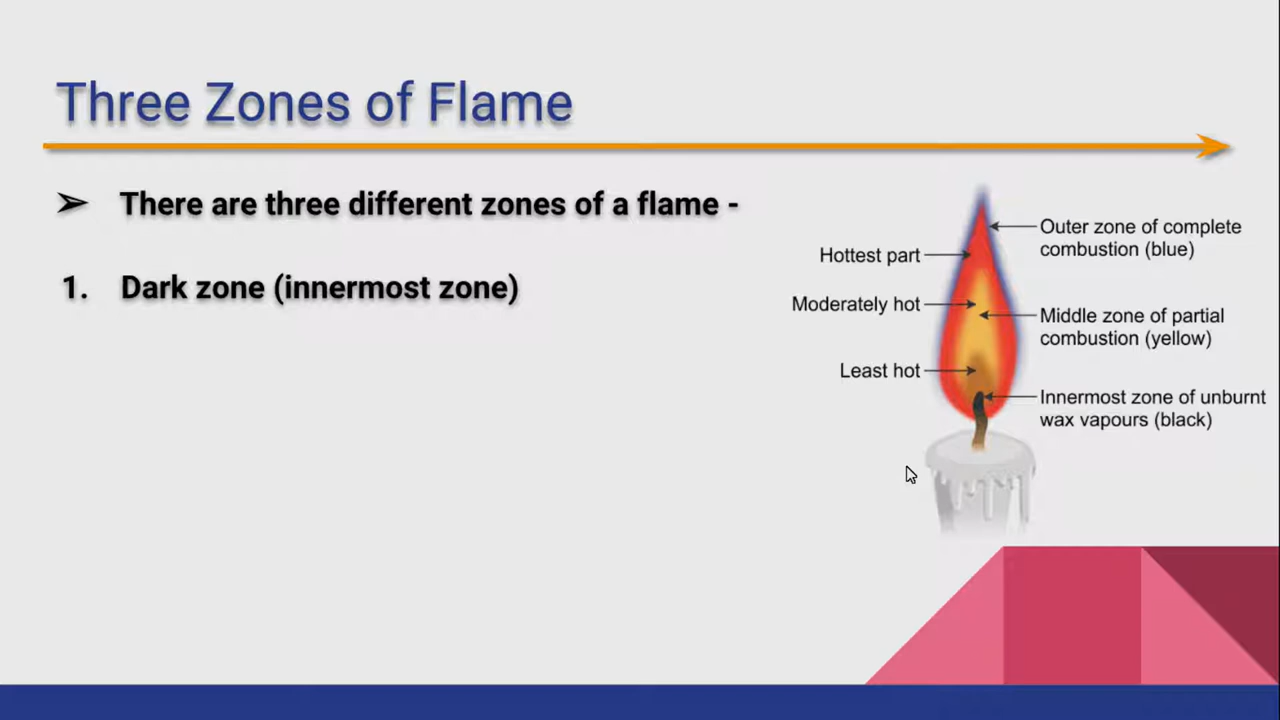 Three Zones of Flame
➢ There are three different zones of a flame -
1. Dark zone (innermost zone)
Hottest part
Moderately hot
Least hot
Outer zone of complete
combustion (blue)
Middle zone of partial
combustion (yellow)
Innermost zone of unburnt
wax vapours (black)